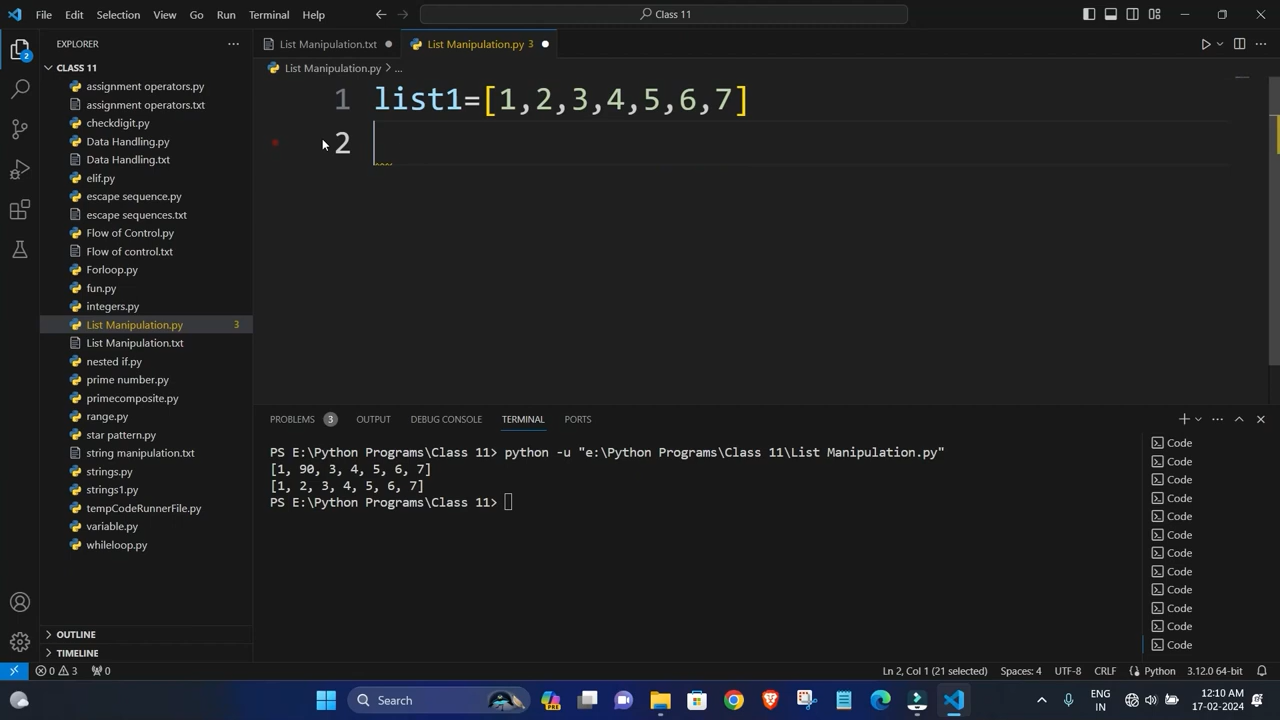 File Edit Selection View Go Run Terminal Help
Class 11
EXPLORER
CLASS 11
assignment operators.py
assignment operators.txt
checkdigit.py
Data Handling.py
Data Handling.txt
elif.py
escape sequence.py
escape sequences.txt
Flow of Control.py
Flow of control.txt
Forloop.py
fun.py
integers.py
List Manipulation.py 3
List Manipulation.txt
nested if.py
prime number.py
primecomposite.py
range.py
star pattern.py
string manipulation.txt
strings.py
strings1.py
tempCodeRunnerFile.py
variable.py
whileloop.py
OUTLINE
TIMELINE
2
List Manipulation.txt
List Manipulation.py 3
List Manipulation.py > ...
1 list1=[1,2,3,4,5,6,7]
2
PROBLEMS 3 OUTPUT DEBUG CONSOLE TERMINAL PORTS
PS E:\Python Programs\Class 11> python -u "e:\Python Programs\Class 11\List Manipulation.py"
[1, 90, 3, 4, 5, 6, 7]
[1, 2, 3, 4, 5, 6, 7]
PS E:\Python Programs\Class 11>
Code
Code
Code
Code
Code
Code
Code
Code
Code
Code
Code
Code
0 3 0
Ln 2, Col 1 (21 selected) Spaces: 4 UTF-8 CRLF Python 3.12.0 64-bit
Search
PRE
ENG
IN
12:10 AM
17-02-2024